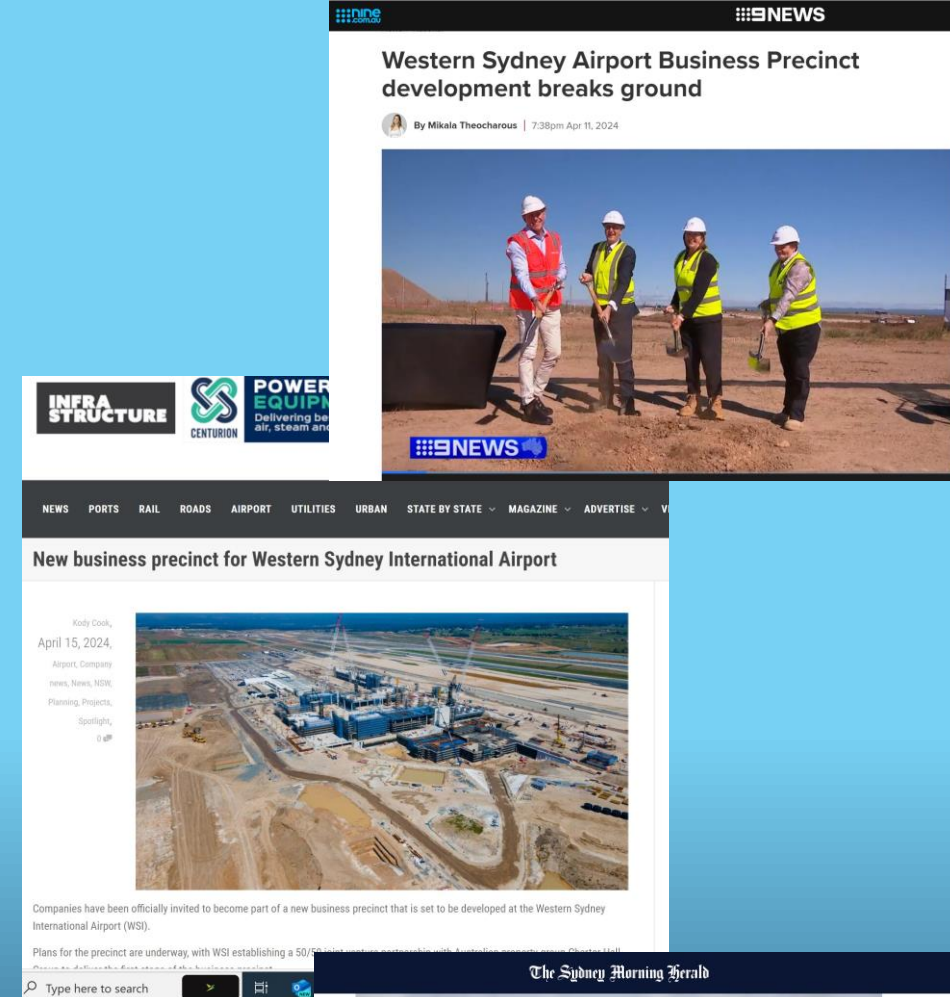 nine
.com.au
9NEWS
Western Sydney Airport Business Precinct
development breaks ground
By Mikala Theocharous | 7:38pm Apr 11, 2024
9NEWS
INFRA
STRUCTURE
CENTURION
POWER
Delivering
air, steam
NEWS PORTS RAIL ROADS AIRPORT UTILITIES URBAN STATE BY STATE MAGAZINE ADVERTISE
New business precinct for Western Sydney International Airport
Kody Cook,
April 15, 2024,
Airport, Company
news, News, NSW,
Planning, Projects,
Spotlight,
0
Companies have been officially invited to become part of a new business precinct that is set to be developed at the Western Sydney
International Airport (WSI).
Plans for the precinct are underway, with WSI establishing a 50/50 joint venture partnership with Australian property group Charter Hall
Type here to search
The Sydney Morning Herald